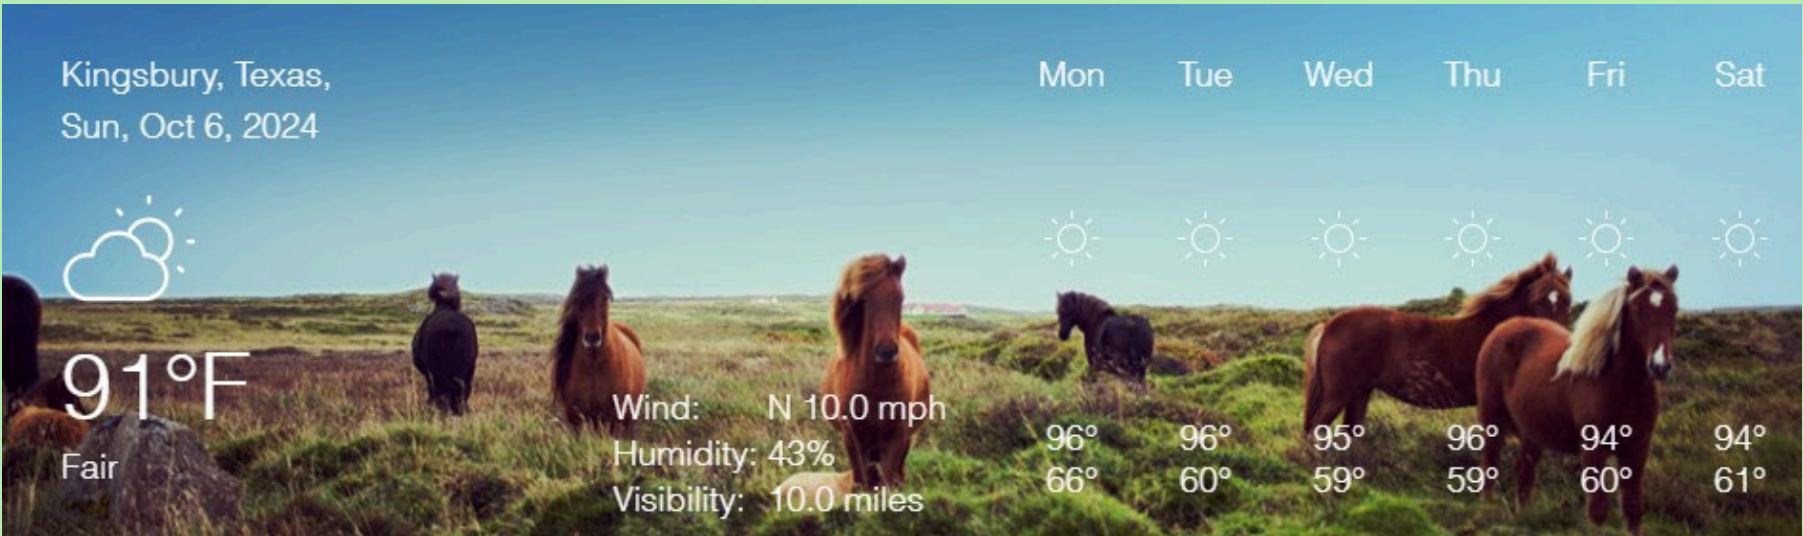 Kingsbury, Texas,
Sun, Oct 6, 2024
91°F
Fair
Wind: N 10.0 mph
Humidity: 43%
Visibility: 10.0 miles
Mon Tue Wed Thu Fri Sat
96° 96° 95° 96° 94° 94°
66° 60° 59° 59° 60° 61°